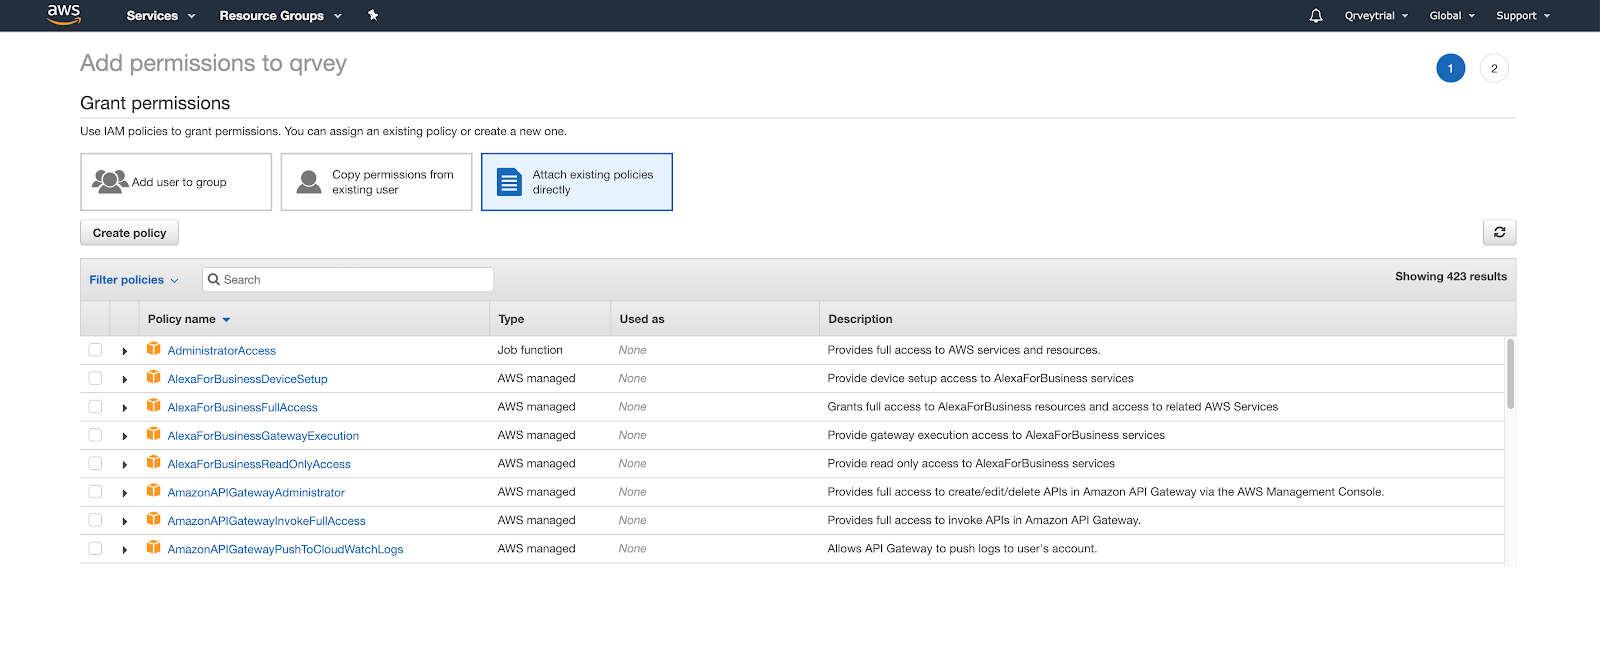 aws Services Resource Groups Qrveytrial Global Support
Add permissions to qrvey 1 2
Grant permissions
Use IAM policies to grant permissions. You can assign an existing policy or create a new one.
Add user to group
Copy permissions from
existing user
Attach existing policies
directly
Create policy
Filter policies Search Showing 423 results
Policy name Type Used as Description
AdministratorAccess Job function None Provides full access to AWS services and resources.
AlexaForBusinessDeviceSetup AWS managed None Provide device setup access to AlexaForBusiness services
AlexaForBusinessFullAccess AWS managed None Grants full access to AlexaForBusiness resources and access to related AWS Services
AlexaForBusinessGatewayExecution AWS managed None Provide gateway execution access to AlexaForBusiness services
AlexaForBusinessReadOnlyAccess AWS managed None Provide read only access to AlexaForBusiness services
AmazonAPIGatewayAdministrator AWS managed None Provides full access to create/edit/delete APIs in Amazon API Gateway via the AWS Management Console.
AmazonAPIGatewayInvokeFullAccess AWS managed None Provides full access to invoke APIs in Amazon API Gateway.
AmazonAPIGatewayPushToCloudWatchLogs AWS managed None Allows API Gateway to push logs to user's account.